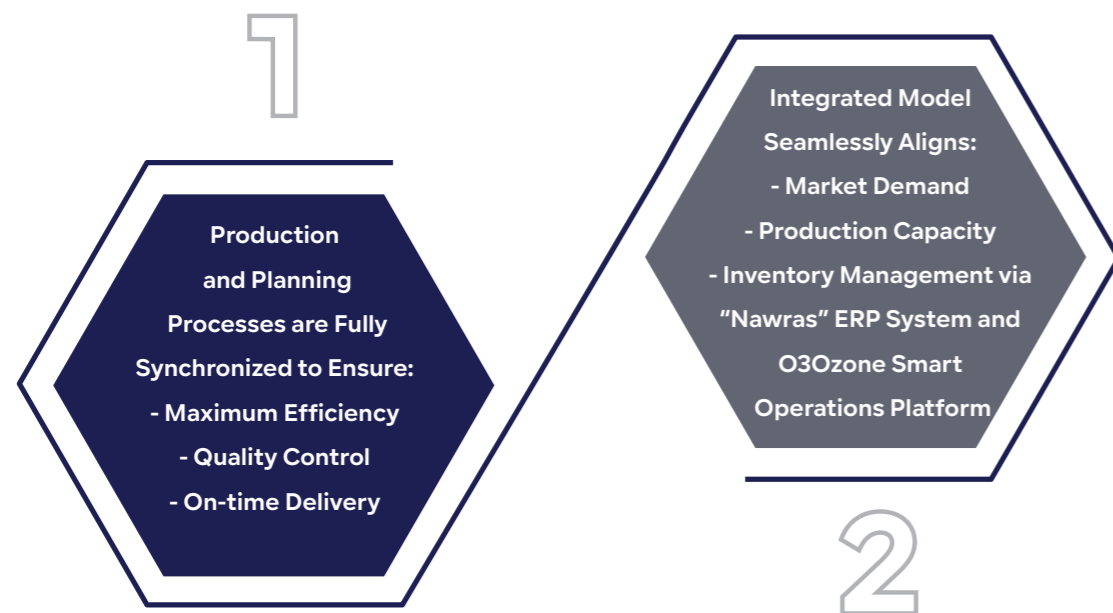 1
Production
and Planning
Processes are Fully
Synchronized to Ensure:
- Maximum Efficiency
- Quality Control
- On-time Delivery
Integrated Model
Seamlessly Aligns:
- Market Demand
- Production Capacity
- Inventory Management via
“Nawras” ERP System and
O3Ozone Smart
Operations Platform
2